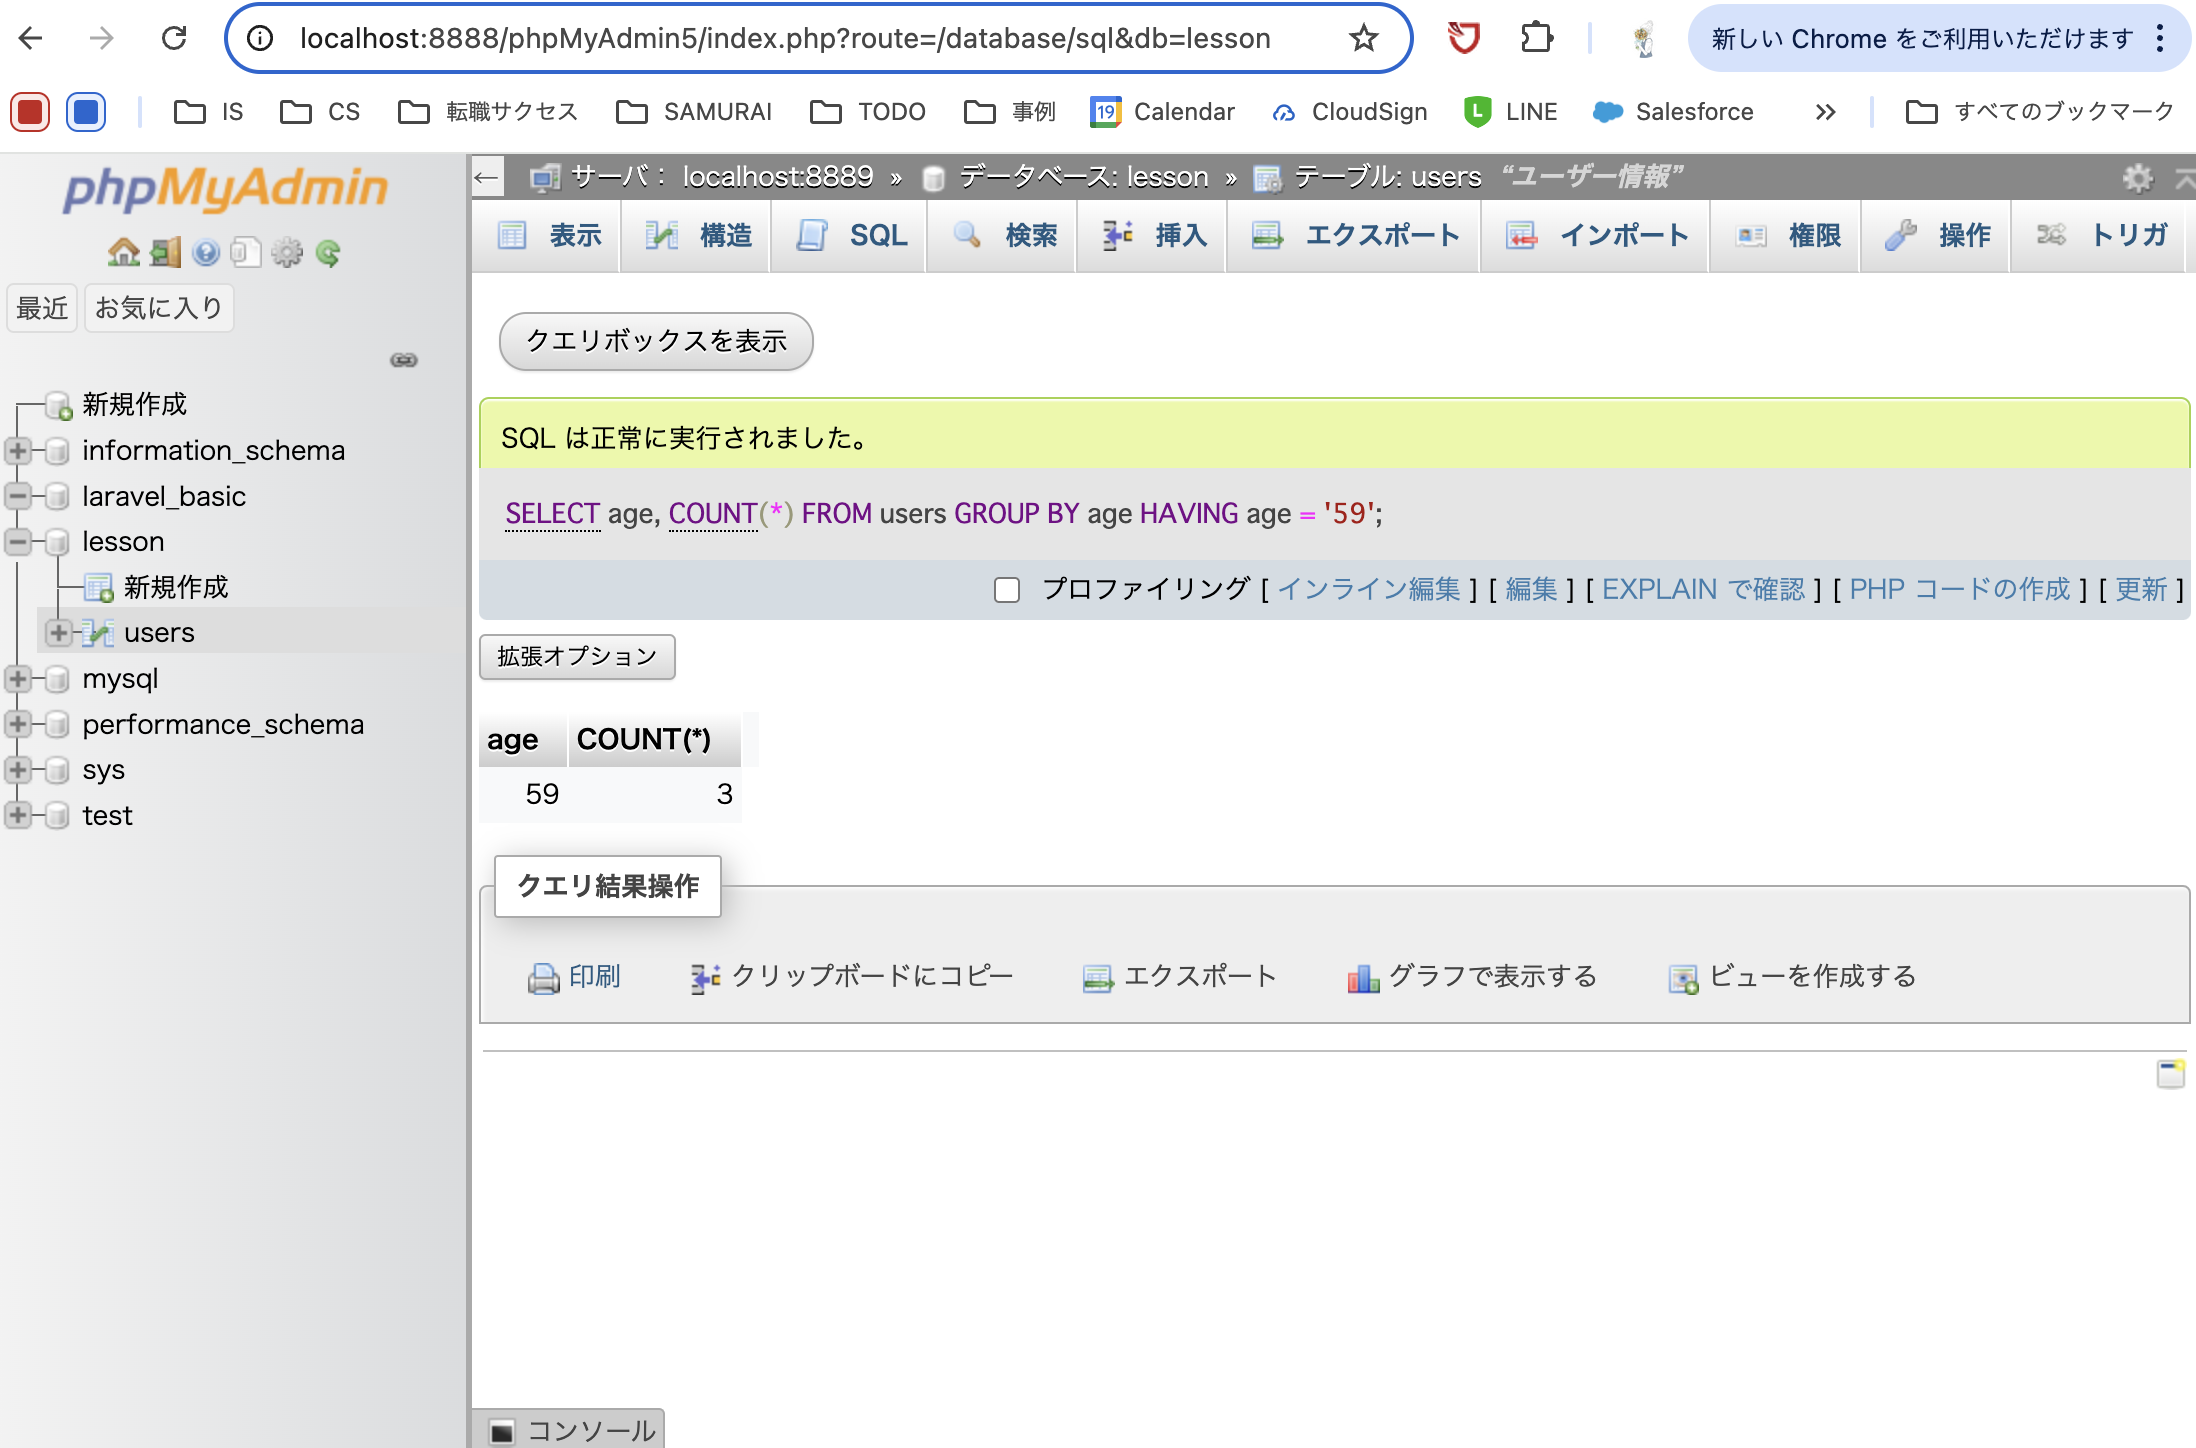 localhost:8888/phpMyAdmin5/index.php?route=/database/sql&db=lesson
新しい Chrome をご利用いただけます
IS
CS
転職サクセス
SAMURAI
TODO
事例
19
Calendar
CloudSign
L
LINE
Salesforce
»
すべてのブックマーク
phpMyAdmin
最近
お気に入り
新規作成
information_schema
laravel_basic
lesson
新規作成
users
mysql
performance_schema
sys
test
← サーバ： localhost:8889 » データベース: lesson » テーブル: users “ユーザー情報”
表示
構造
SQL
検索
挿入
エクスポート
インポート
権限
操作
トリガ
クエリボックスを表示
SQL は正常に実行されました。
SELECT age, COUNT(*) FROM users GROUP BY age HAVING age = '59';
プロファイリング [ インライン編集 ] [ 編集 ] [ EXPLAIN で確認 ] [ PHP コードの作成 ] [ 更新 ]
拡張オプション
age COUNT(*)
59 3
クエリ結果操作
印刷
クリップボードにコピー
エクスポート
グラフで表示する
ビューを作成する
コンソール